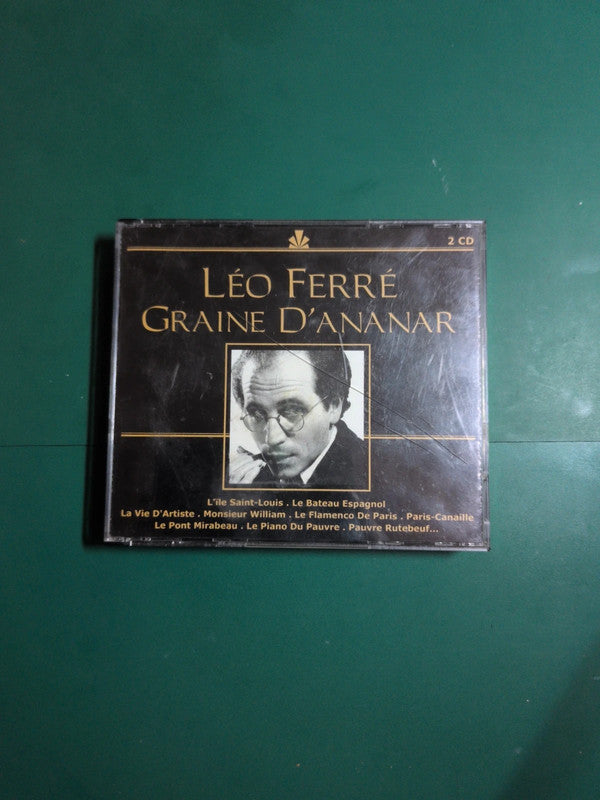 2 CD
LÉO FERRÉ
GRAINE D'ANANAR
L'île Saint-Louis . Le Bateau Espagnol
La Vie D'Artiste . Monsieur William . Le Flamenco De Paris . Paris-Canaille
Le Pont Mirabeau . Le Piano Du Pauvre . Pauvre Rutebeuf...